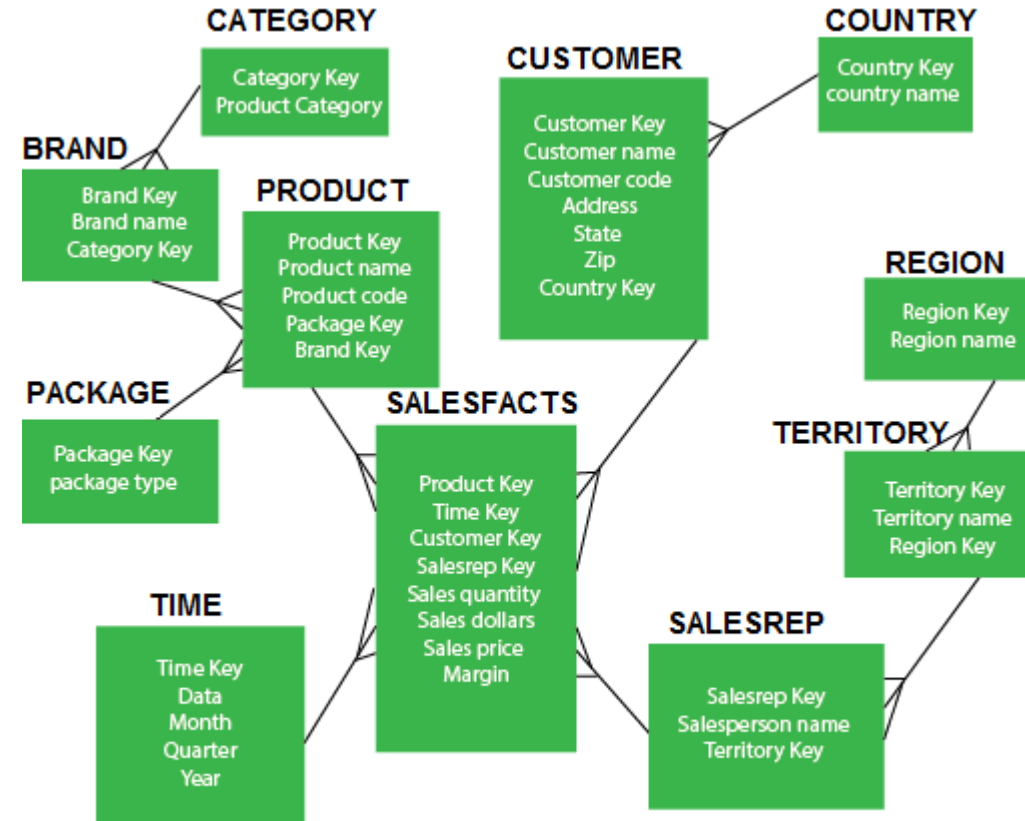 CATEGORY
Category Key
Product Category
BRAND
Brand Key
Brand name
Category Key
PRODUCT
Product Key
Product name
Product code
Package Key
Brand Key
PACKAGE
Package Key
package type
CUSTOMER
Customer Key
Customer name
Customer code
Address
State
Zip
Country Key
COUNTRY
Country Key
country name
REGION
Region Key
Region name
TERRITORY
Territory Key
Territory name
Region Key
SALESFACTS
Product Key
Time Key
Customer Key
Salesrep Key
Sales quantity
Sales dollars
Sales price
Margin
TIME
Time Key
Data
Month
Quarter
Year
SALESREP
Salesrep Key
Salesperson name
Territory Key